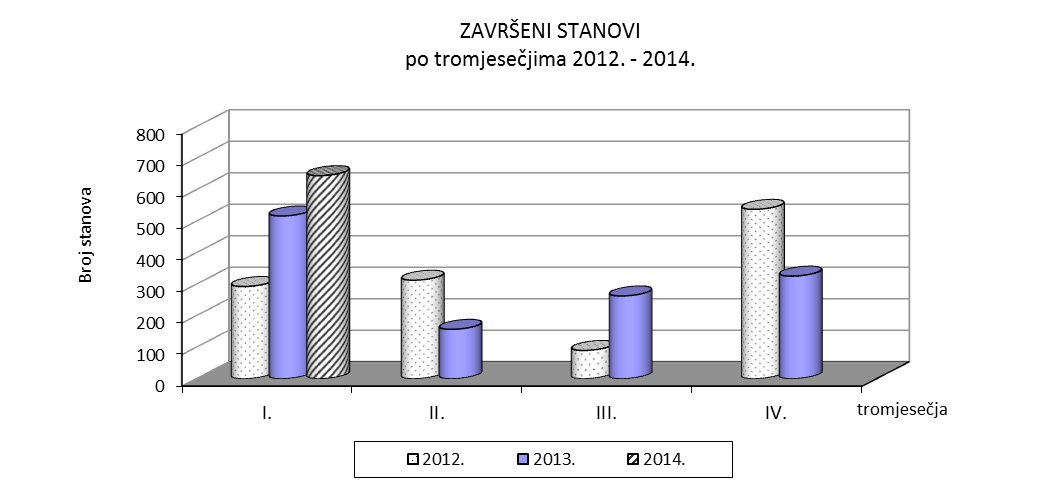 ZAVRŠENI STANOVI
po tromjesečjima 2012. - 2014.
Broj stanova
800
700
600
500
400
300
200
100
0
I. II. III. IV. tromjesečja
2012. 2013. 2014.